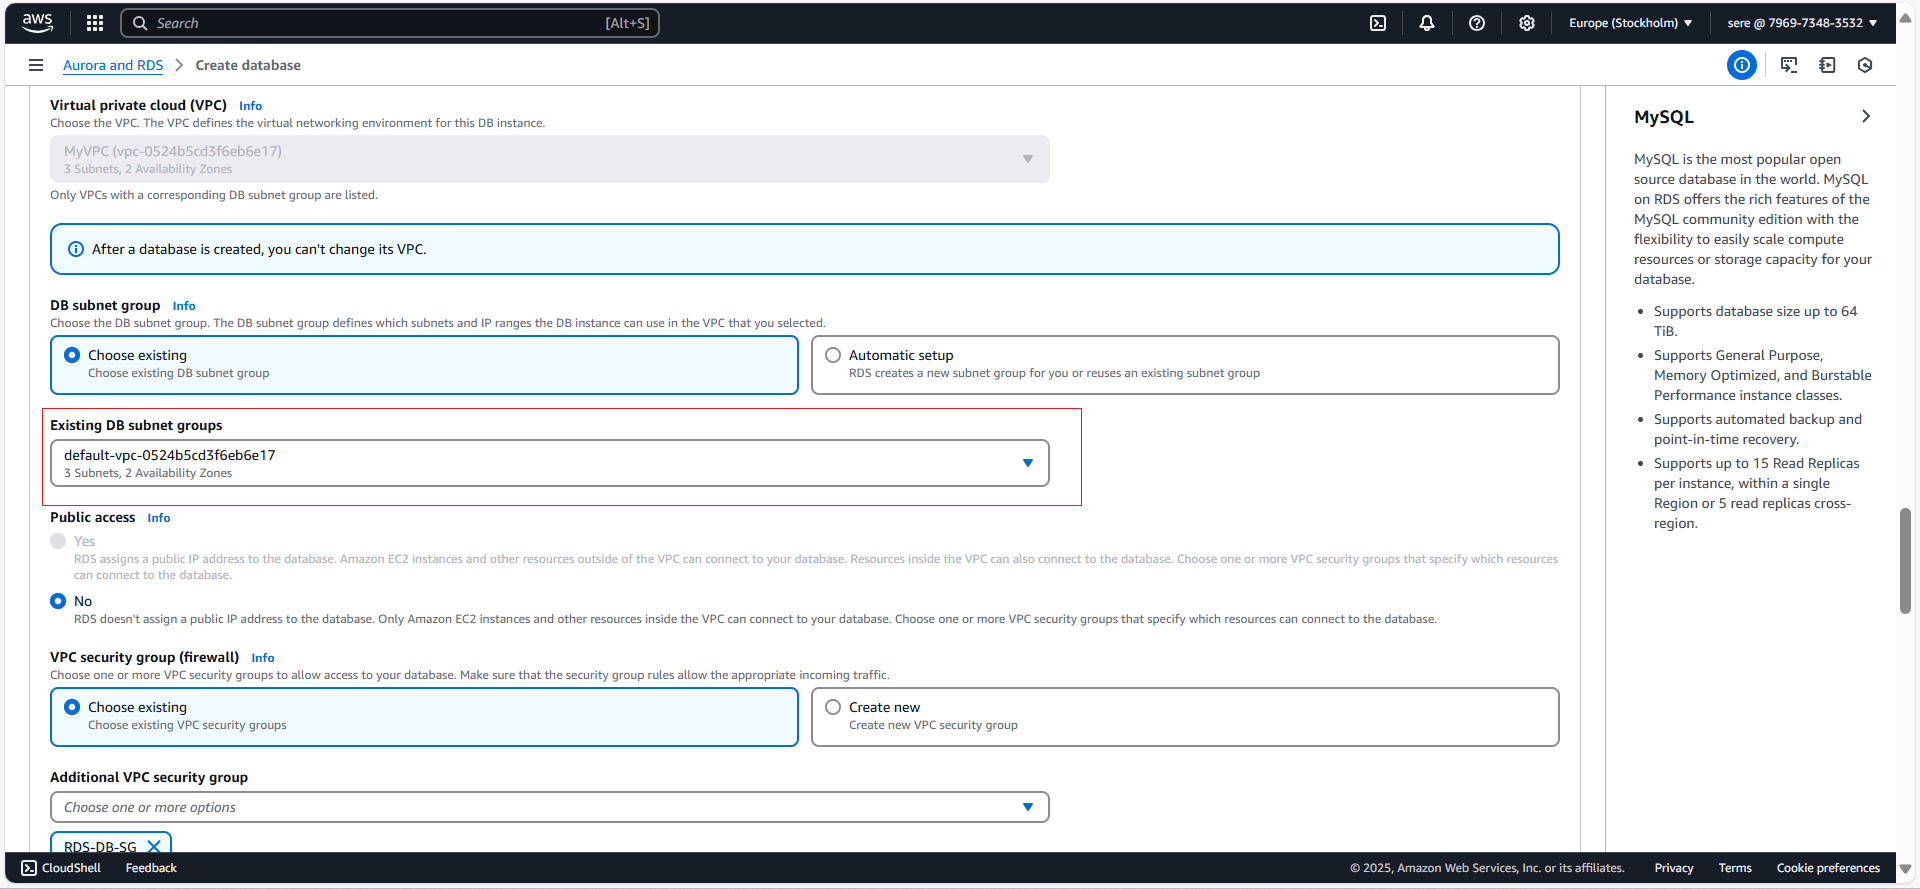 aws
Search [Alt+S]
Europe (Stockholm)
sere @ 7969-7348-3532
Aurora and RDS
Create database
Virtual private cloud (VPC) Info
Choose the VPC. The VPC defines the virtual networking environment for this DB instance.
MyVPC (vpc-0524b5cd3f6eb6e17)
3 Subnets, 2 Availability Zones
Only VPCs with a corresponding DB subnet group are listed.
After a database is created, you can't change its VPC.
DB subnet group Info
Choose the DB subnet group. The DB subnet group defines which subnets and IP ranges the DB instance can use in the VPC that you selected.
Choose existing
Choose existing DB subnet group
Automatic setup
RDS creates a new subnet group for you or reuses an existing subnet group
Existing DB subnet groups
default-vpc-0524b5cd3f6eb6e17
3 Subnets, 2 Availability Zones
Public access Info
Yes
RDS assigns a public IP address to the database. Amazon EC2 instances and other resources outside of the VPC can connect to your database. Resources inside the VPC can also connect to the database. Choose one or more VPC security groups that specify which resources
can connect to the database.
No
RDS doesn't assign a public IP address to the database. Only Amazon EC2 instances and other resources inside the VPC can connect to your database. Choose one or more VPC security groups that specify which resources can connect to the database.
VPC security group (firewall) Info
Choose one or more VPC security groups to allow access to your database. Make sure that the security group rules allow the appropriate incoming traffic.
Choose existing
Choose existing VPC security groups
Create new
Create new VPC security group
Additional VPC security group
Choose one or more options
RDS-DB-SG
MySQL
MySQL is the most popular open
source database in the world. MySQL
on RDS offers the rich features of the
MySQL community edition with the
flexibility to easily scale compute
resources or storage capacity for your
database.
• Supports database size up to 64
TiB.
• Supports General Purpose,
Memory Optimized, and Burstable
Performance instance classes.
• Supports automated backup and
point-in-time recovery.
• Supports up to 15 Read Replicas
per instance, within a single
Region or 5 read replicas cross-
region.
CloudShell
Feedback
© 2025, Amazon Web Services, Inc. or its affiliates.
Privacy
Terms
Cookie preferences